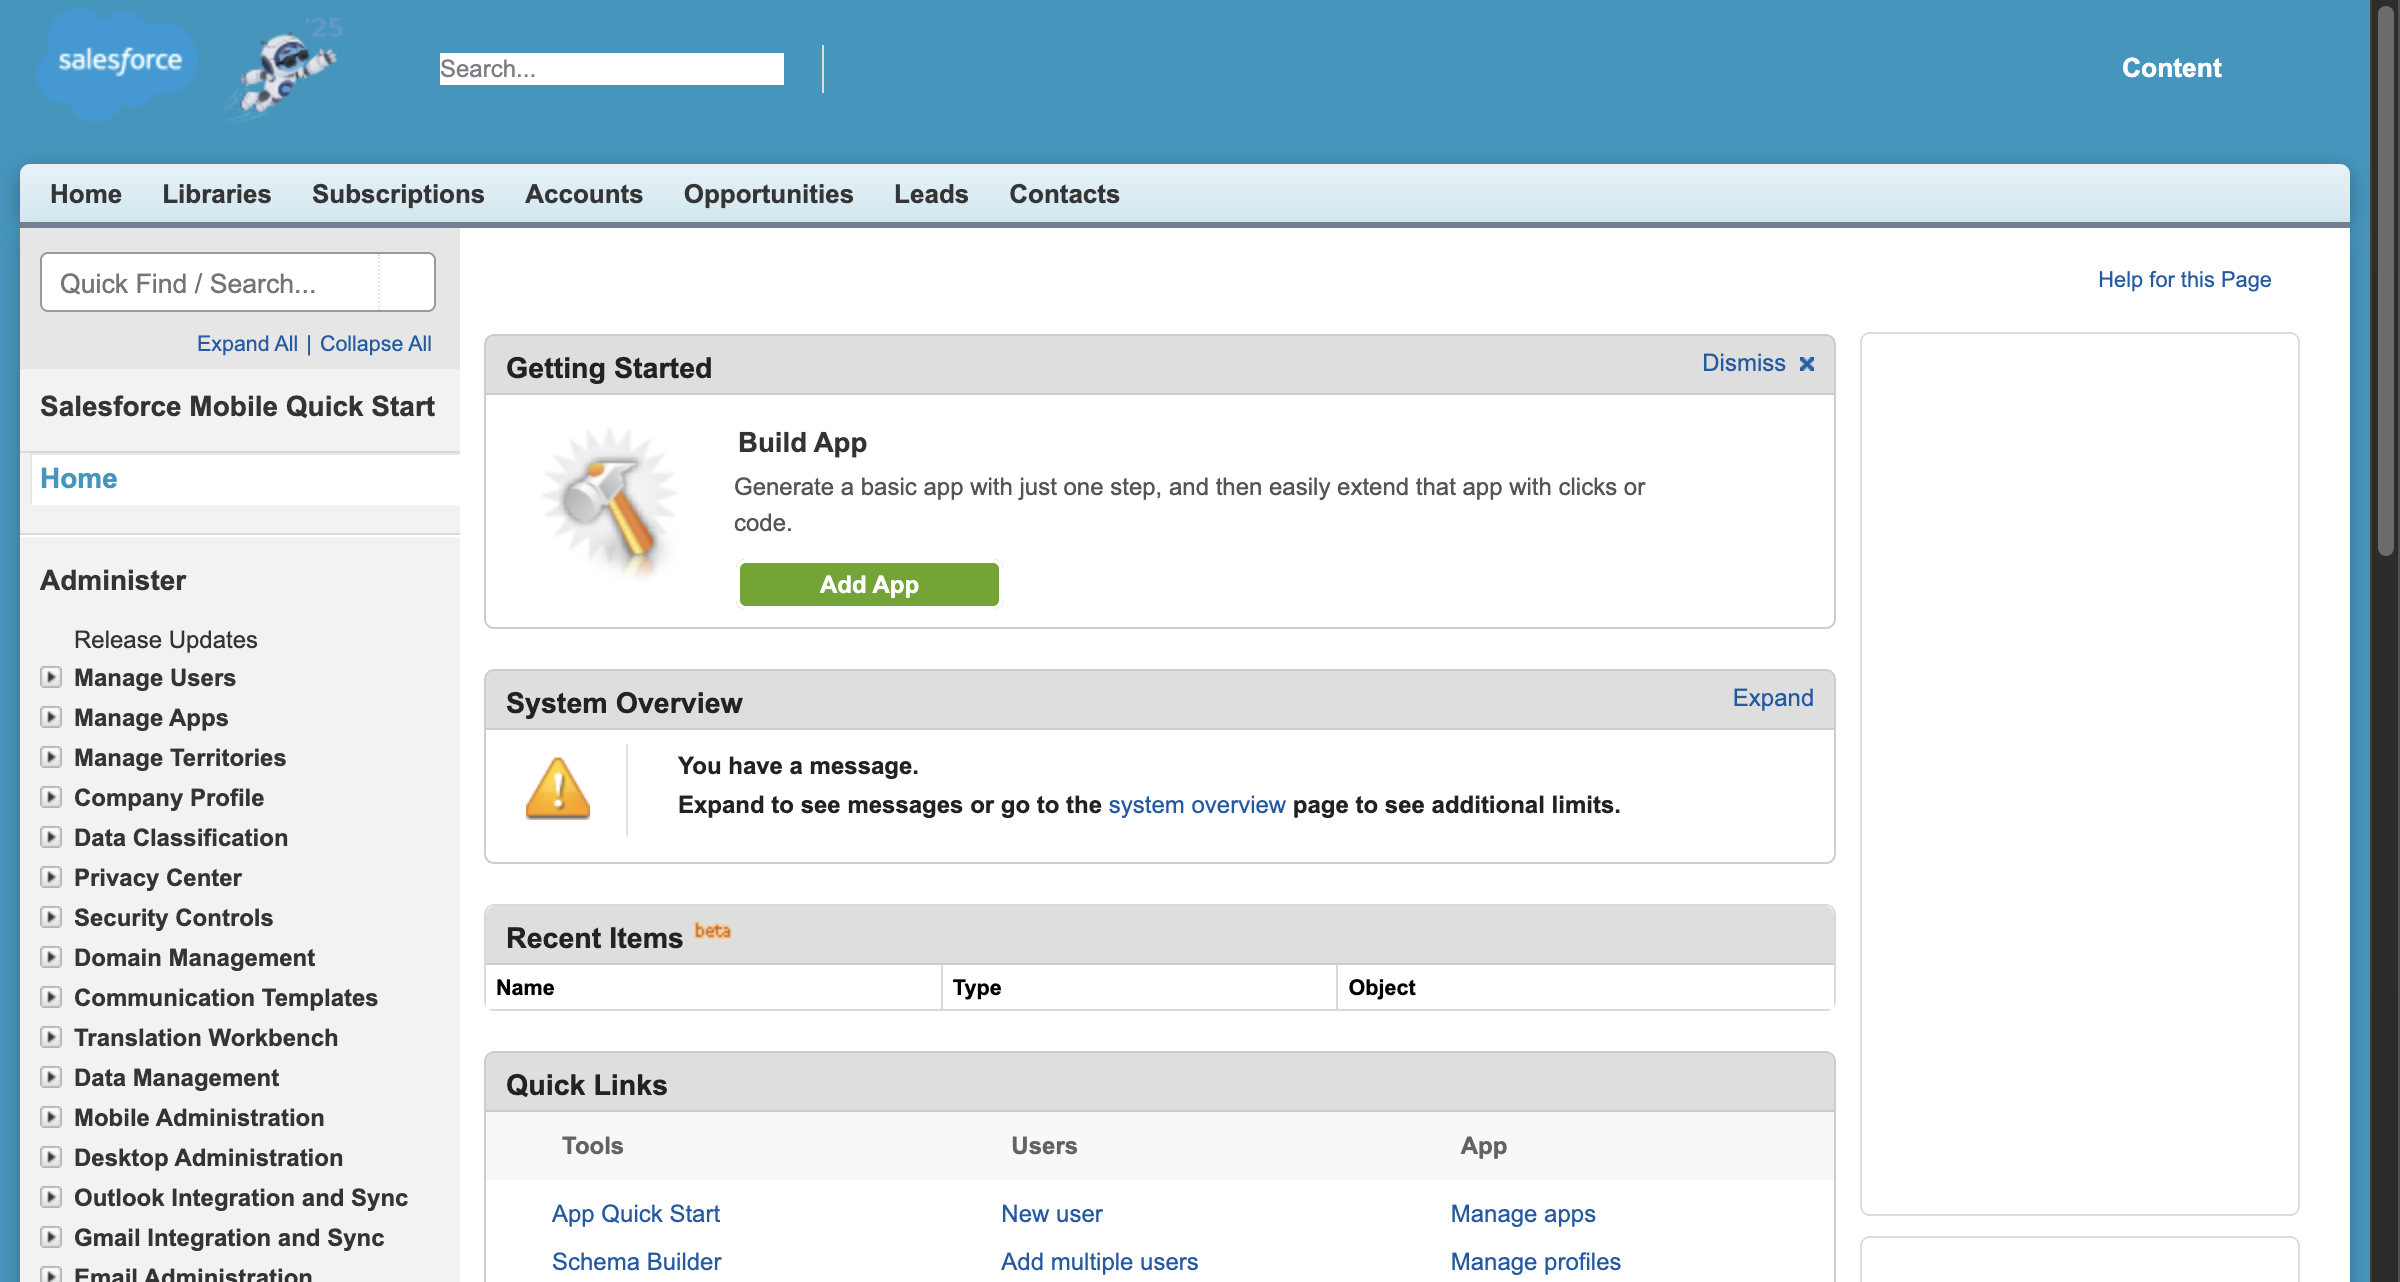 salesforce
'25
Search...
Content
Home Libraries Subscriptions Accounts Opportunities Leads Contacts
Quick Find / Search...
Expand All | Collapse All
Salesforce Mobile Quick Start
Home
Administer
Release Updates
Manage Users
Manage Apps
Manage Territories
Company Profile
Data Classification
Privacy Center
Security Controls
Domain Management
Communication Templates
Translation Workbench
Data Management
Mobile Administration
Desktop Administration
Outlook Integration and Sync
Gmail Integration and Sync
Email Administration
Help for this Page
Getting Started
Dismiss
Build App
Generate a basic app with just one step, and then easily extend that app with clicks or
code.
Add App
System Overview
Expand
You have a message.
Expand to see messages or go to the system overview page to see additional limits.
Recent Items beta
Name Type Object
Quick Links
Tools Users App
App Quick Start New user Manage apps
Schema Builder Add multiple users Manage profiles